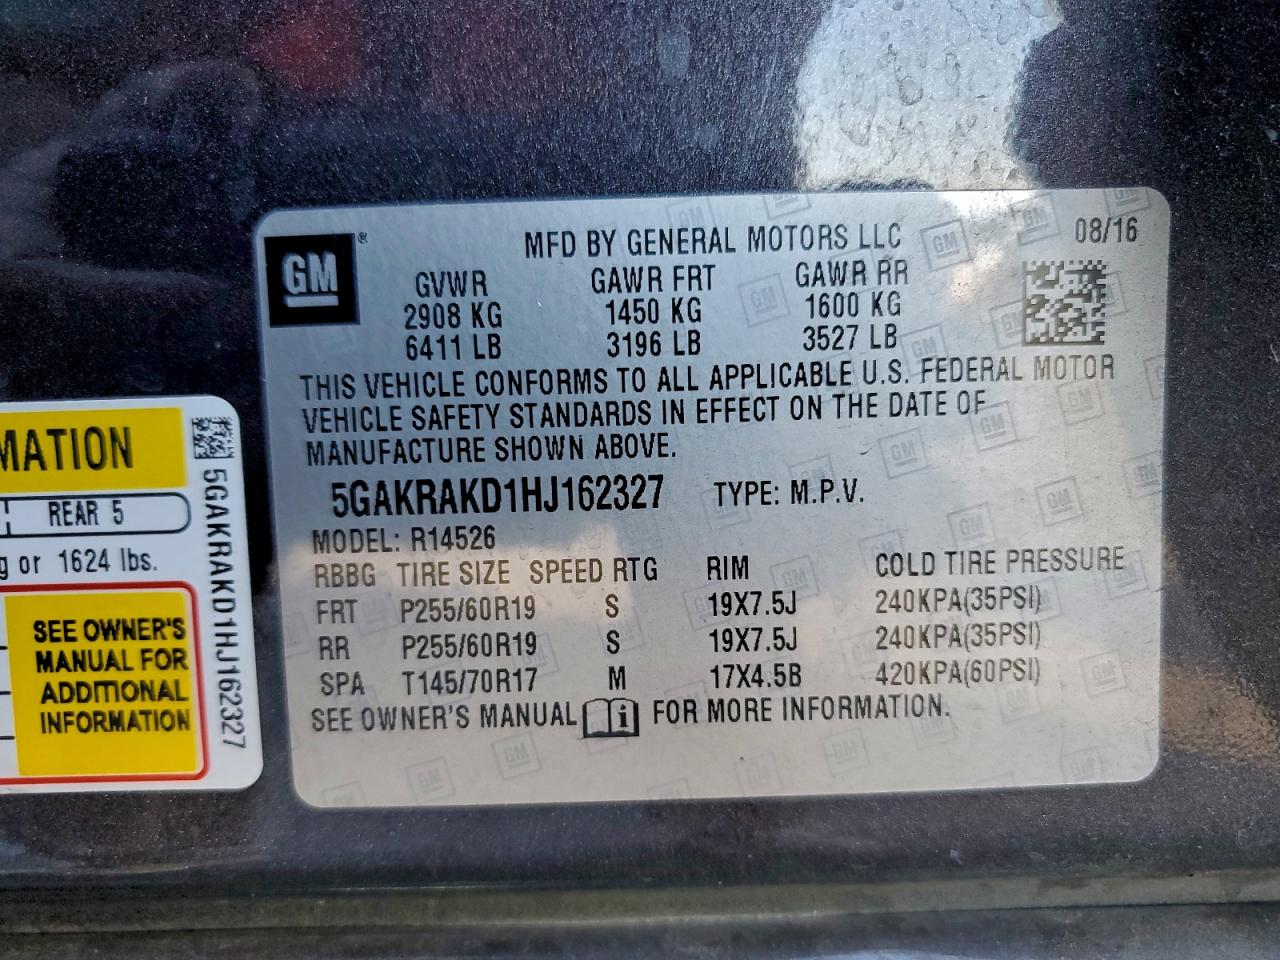 GM
®
MFD BY GENERAL MOTORS LLC
08/16
GVWR GAWR FRT GAWR RR
2908 KG 1450 KG 1600 KG
6411 LB 3196 LB 3527 LB
THIS VEHICLE CONFORMS TO ALL APPLICABLE U.S. FEDERAL MOTOR
VEHICLE SAFETY STANDARDS IN EFFECT ON THE DATE OF
MANUFACTURE SHOWN ABOVE.
5GAKRAKD1HJ162327 TYPE: M.P.V.
MODEL: R14526
RBBG TIRE SIZE SPEED RTG RIM COLD TIRE PRESSURE
FRT P255/60R19 S 19X7.5J 240KPA(35PSI)
RR P255/60R19 S 19X7.5J 240KPA(35PSI)
SPA T145/70R17 M 17X4.5B 420KPA(60PSI)
SEE OWNER'S MANUAL i FOR MORE INFORMATION.
MATION
REAR 5
g or 1624 lbs.
SEE OWNER'S
MANUAL FOR
ADDITIONAL
INFORMATION
5GAKRAKD1HJ162327